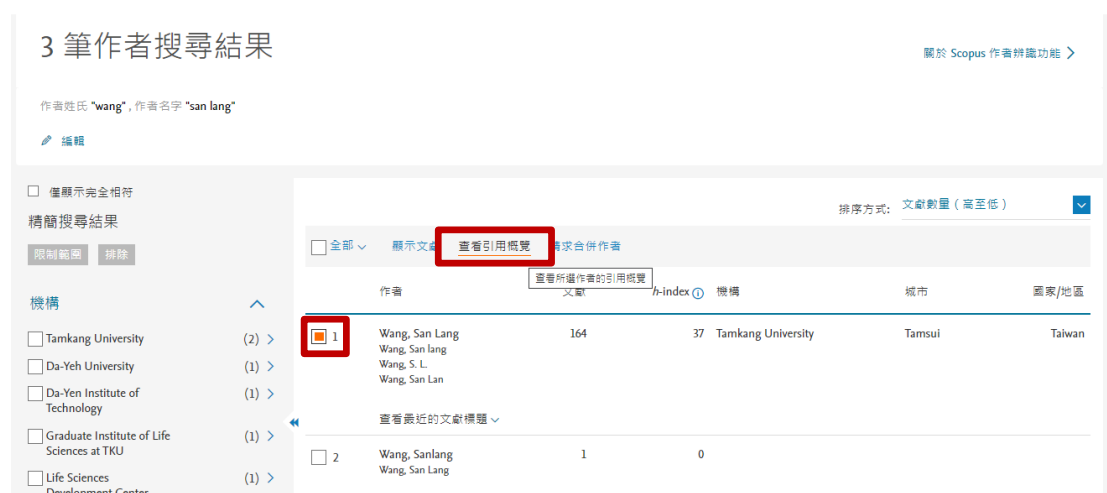 3 筆作者搜尋結果
關於 Scopus 作者辨識功能
作者姓氏 "wang" , 作者名字 "san lang"
編輯
僅顯示完全相符
精簡搜尋結果
限制範圍 排除
機構
Tamkang University (2)
Da-Yeh University (1)
Da-Yen Institute of
Technology (1)
Graduate Institute of Life
Sciences at TKU (1)
Life Sciences
Development Center (1)
排序方式: 文獻數量 ( 高至低 )
全部 顯示文 查看引用概覽 請求合併作者
查看所選作者的引用概覽
作者 文獻 h-index 機構 城市 國家/地區
1 Wang, San Lang 164 37 Tamkang University Tamsui Taiwan
Wang, San lang
Wang, S. L.
Wang, San Lan
查看最近的文獻標題
2 Wang, Sanlang 1 0
Wang, San Lang